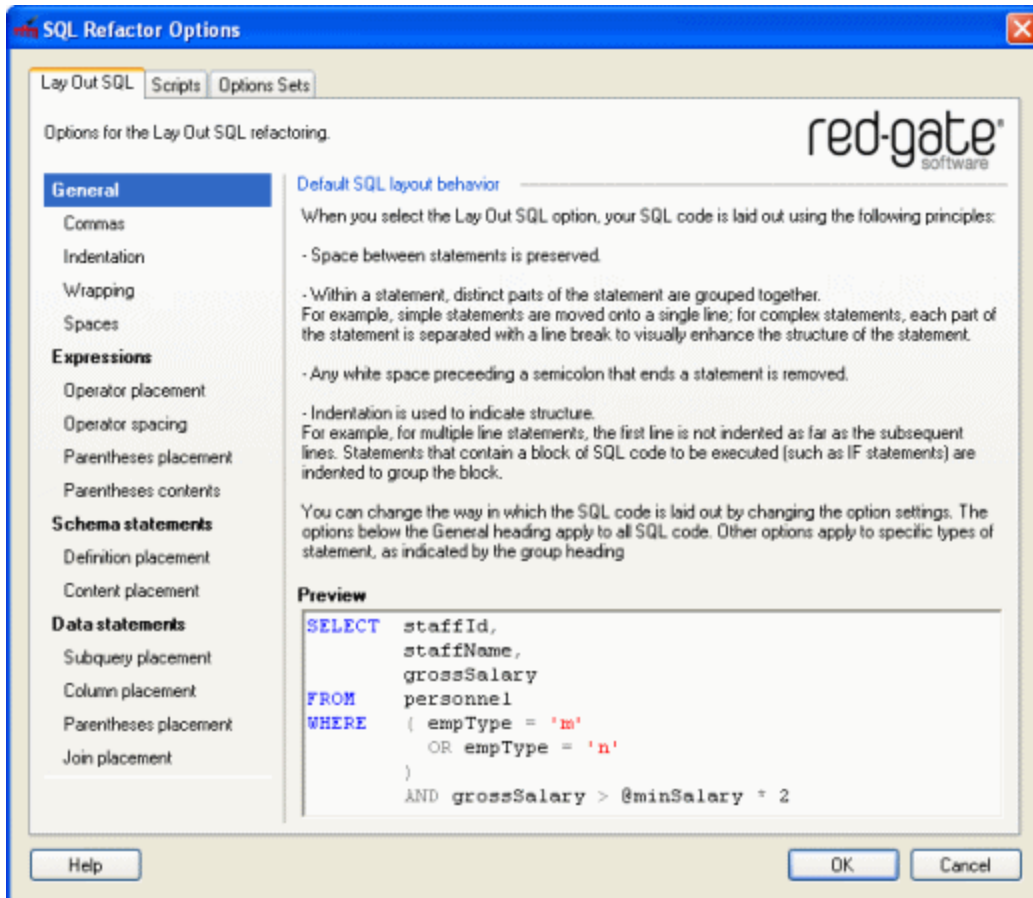 SQL Refactor Options
Lay Out SQL Scripts Options Sets
Options for the Lay Out SQL refactoring.
red-gate®
software
General
Commas
Indentation
Wrapping
Spaces
Expressions
Operator placement
Operator spacing
Parentheses placement
Parentheses contents
Schema statements
Definition placement
Content placement
Data statements
Subquery placement
Column placement
Parentheses placement
Join placement
Default SQL layout behavior
When you select the Lay Out SQL option, your SQL code is laid out using the following principles:
- Space between statements is preserved.
- Within a statement, distinct parts of the statement are grouped together.
For example, simple statements are moved onto a single line; for complex statements, each part of
the statement is separated with a line break to visually enhance the structure of the statement.
- Any white space preceeding a semicolon that ends a statement is removed.
- Indentation is used to indicate structure.
For example, for multiple line statements, the first line is not indented as far as the subsequent
lines. Statements that contain a block of SQL code to be executed (such as IF statements) are
indented to group the block.
You can change the way in which the SQL code is laid out by changing the option settings. The
options below the General heading apply to all SQL code. Other options apply to specific types of
statement, as indicated by the group heading
Preview
SELECT staffId,
staffName,
grossSalary
FROM personnel
WHERE ( empType = 'm'
OR empType = 'n'
)
AND grossSalary > @minSalary * 2
Help OK Cancel